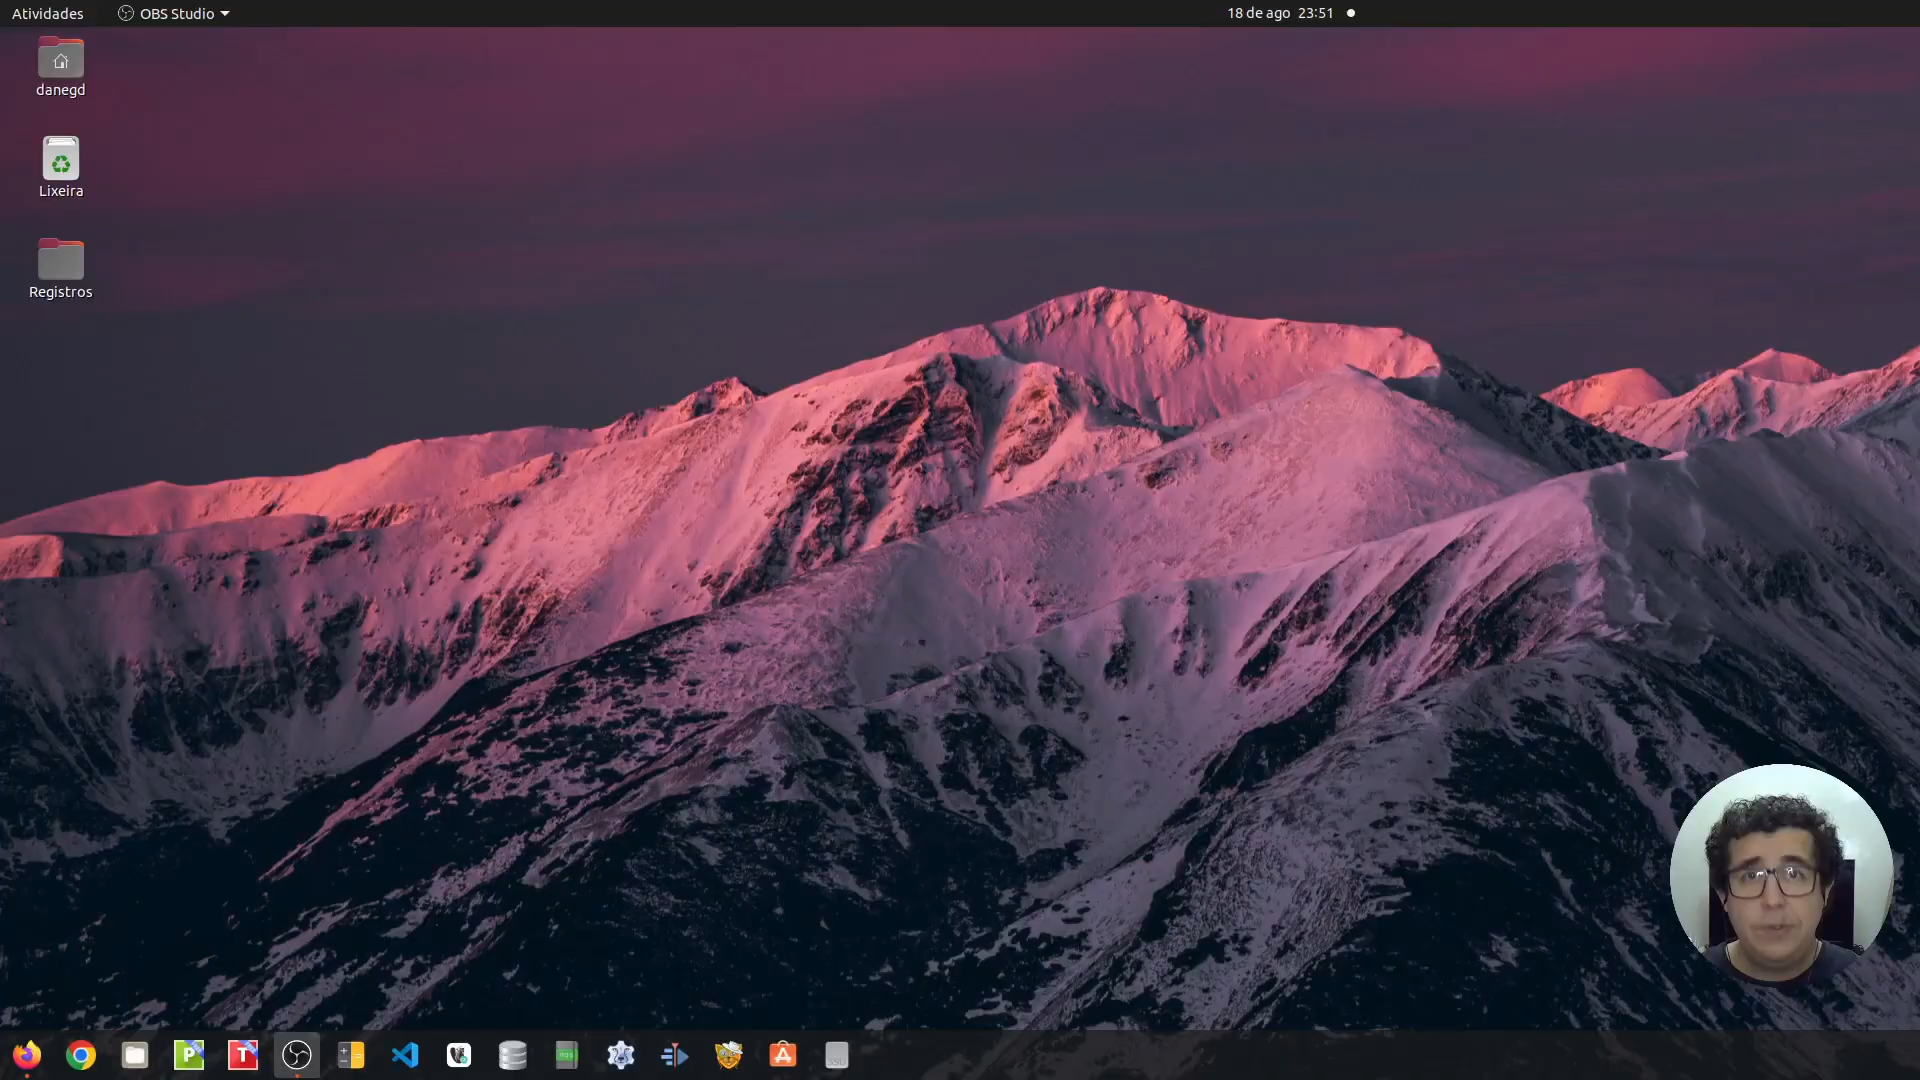 Atividades
OBS Studio
18 de ago 23:51
danegd
Lixeira
Registros
P
T